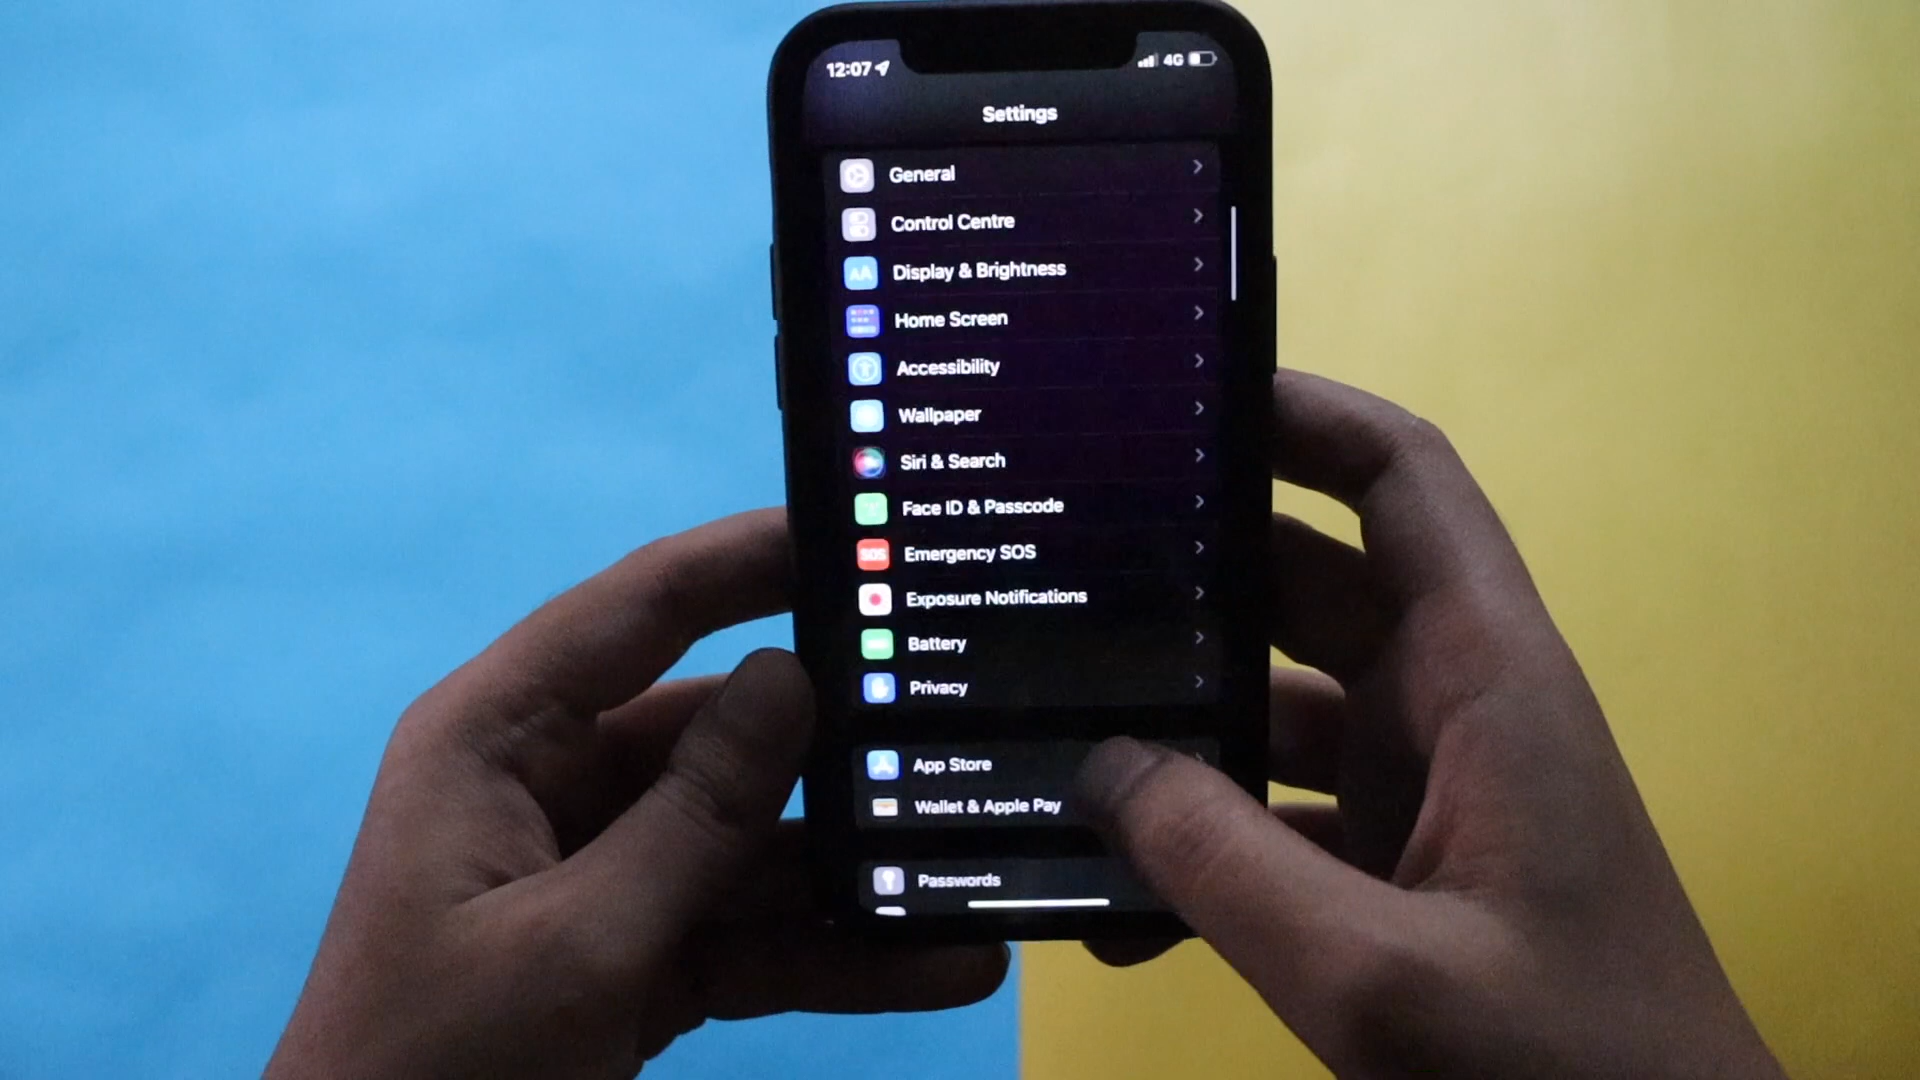 12:07 4G
Settings
General
Control Centre
AA Display & Brightness
Home Screen
Accessibility
Wallpaper
Siri & Search
Face ID & Passcode
SOS Emergency SOS
Exposure Notifications
Battery
Privacy
App Store
Wallet & Apple Pay
Passwords